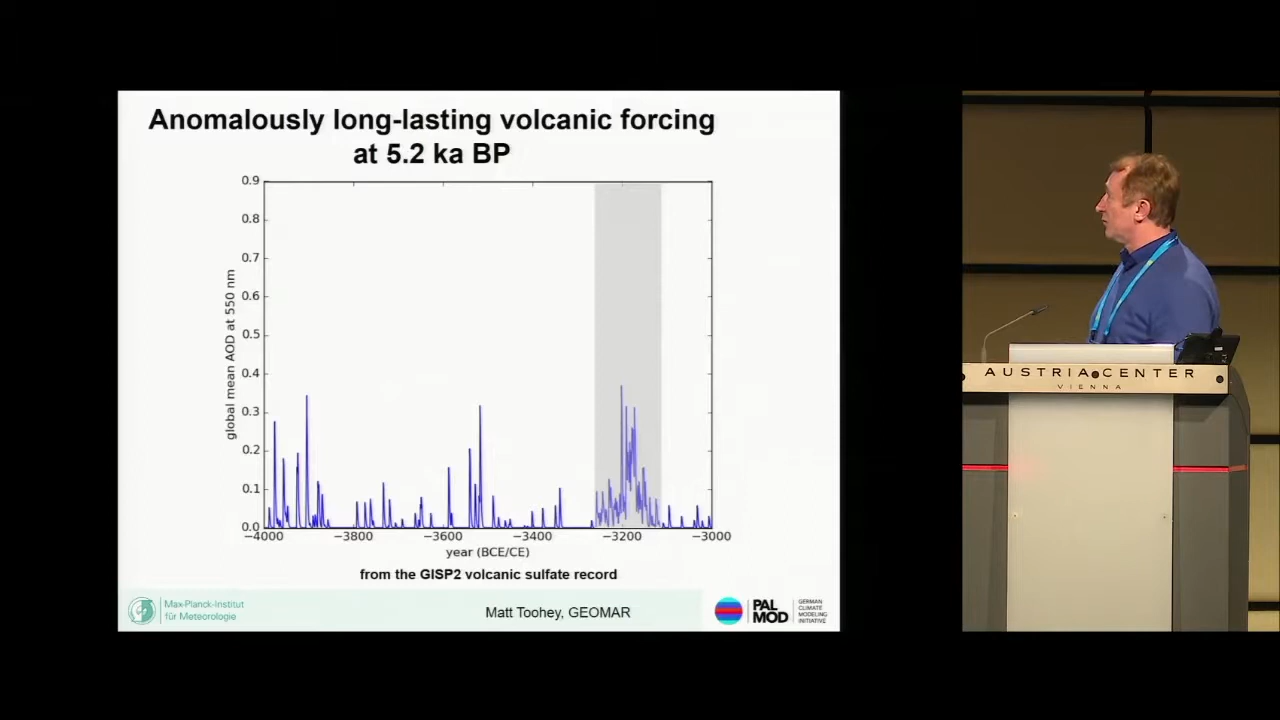 Anomalously long-lasting volcanic forcing
at 5.2 ka BP
0.9
0.8
0.7
0.6
0.5
0.4
0.3
0.2
0.1
0.0
global mean AOD at 550 nm
−4000
−3800
−3600
−3400
−3200
−3000
year (BCE/CE)
from the GISP2 volcanic sulfate record
Max-Planck-Institut
für Meteorologie
Matt Toohey, GEOMAR
PAL
MOD
GERMAN
CLIMATE
MODELING
INITIATIVE
AUSTRIA CENTER
VIENNA